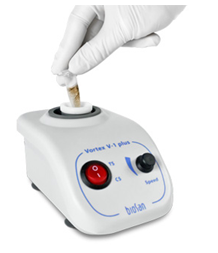 Vortex V-1 plus
Speed
bioSan